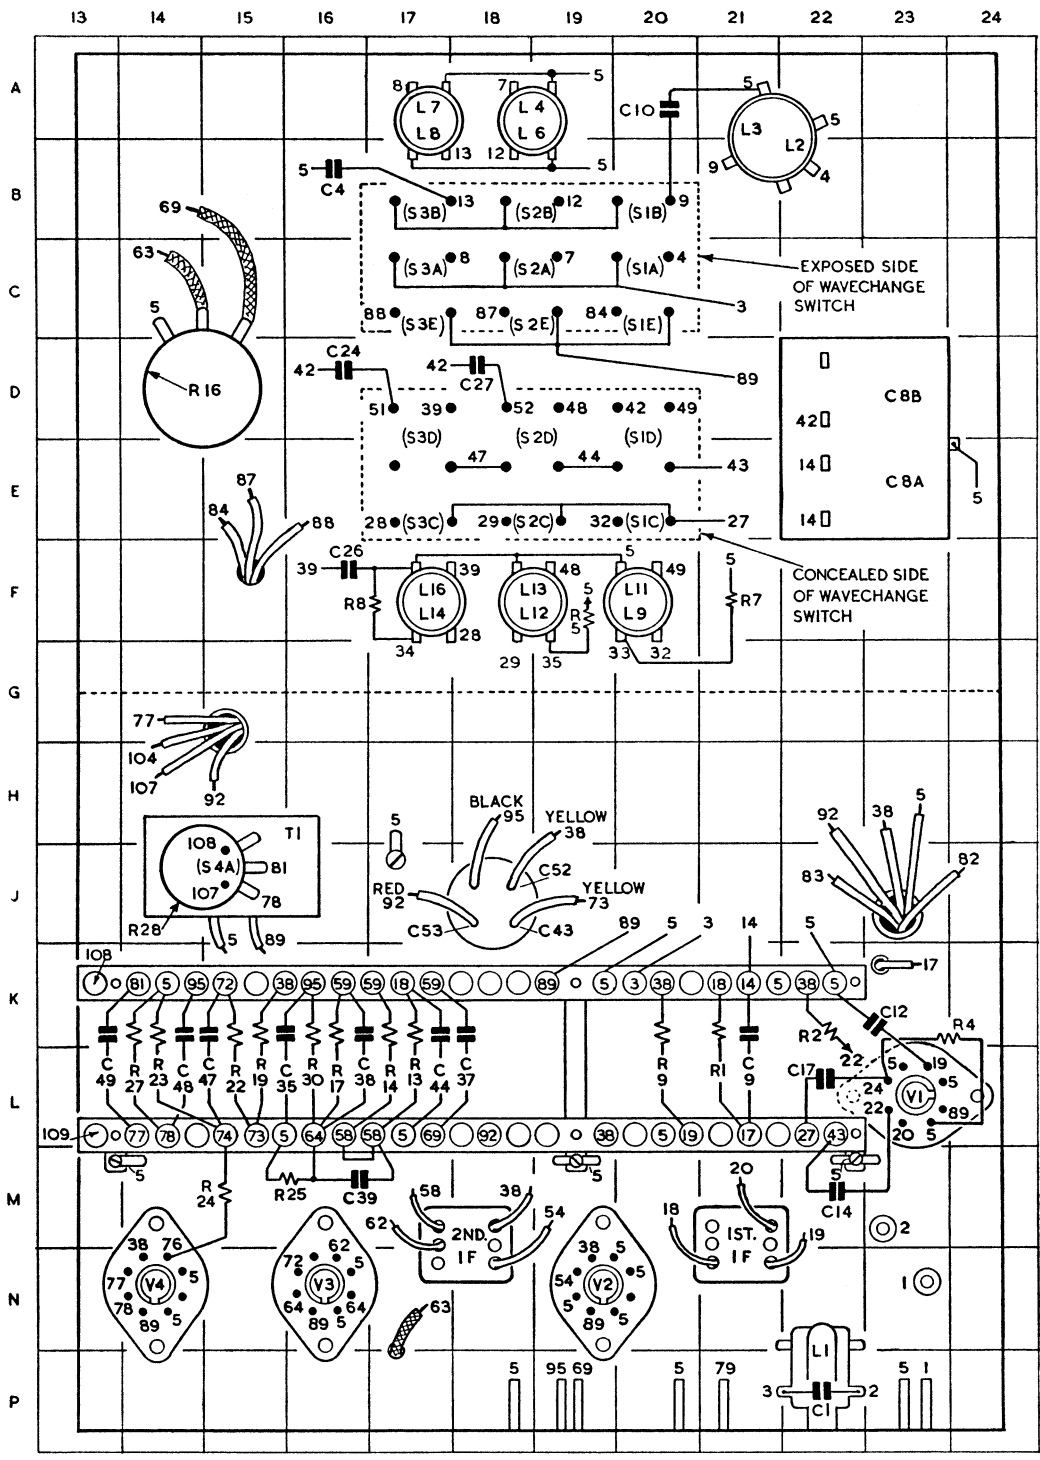 13 14 15 16 17 18 19 20 21 22 23 24
A
8 7 5 5
L7 L4 C10 5
L8 L6 L3 L2
13 12 5 9 4
B
5 C4
69 13 12 9
(S3B) (S2B) (S1B)
63 8 7 4
(S3A) (S2A) (S1A)
EXPOSED SIDE
OF WAVECHANGE
SWITCH
C
5 3
88 (S3E) 87 (S2E) 84 (S1E)
C24
42 42 C27 89
D
R16
51 39 52 48 42 49
(S3D) (S2D) (S1D)
C8B
42
47 44 43
14 C8A
E
5
87
84 88
28 (S3C) 29 (S2C) 32 (S1C) 27
14
C26 5
39 39 48 49 5
CONCEALED SIDE
OF WAVECHANGE
SWITCH
F
R8 L16 L13 5 L11 R7
L14 L12 R5 L9
34 28 29 35 33 32
G
77
104
107
92
H
BLACK
95 YELLOW
38
5
92 38 5
T1
108
(S4A) 81
107 78
C52
83 82
J
RED
92
YELLOW
73
R28 5 89
C53 C43
89 5 3 14 5
108
17
K
81 5 95 72 38 95 59 59 18 59 89 5 3 38 18 14 5 38 5
C12
R2 R4
22
C49 R27 R23 C48 C47 R22 R19 C35 R30 R17 C38 R14 R13 C44 C37 R9 R1 C9 C17
5 19
24 5
V1
22 89
20 5
L
109 77 78 74 73 5 64 58 58 5 69 92 38 5 19 17 27 43
5 5 5
M
R24 R25 C39 58 38 20 C14
62 54 18 19 2
2ND.
IF
1ST.
IF
38 76 62 38 5
72 5
77 5 54 5
V4 V3 V2
N
1
78 5 64 64 5 5
89 89 5 89
63
L1
5 95 69 5 79 5 1
P
3 2
C1